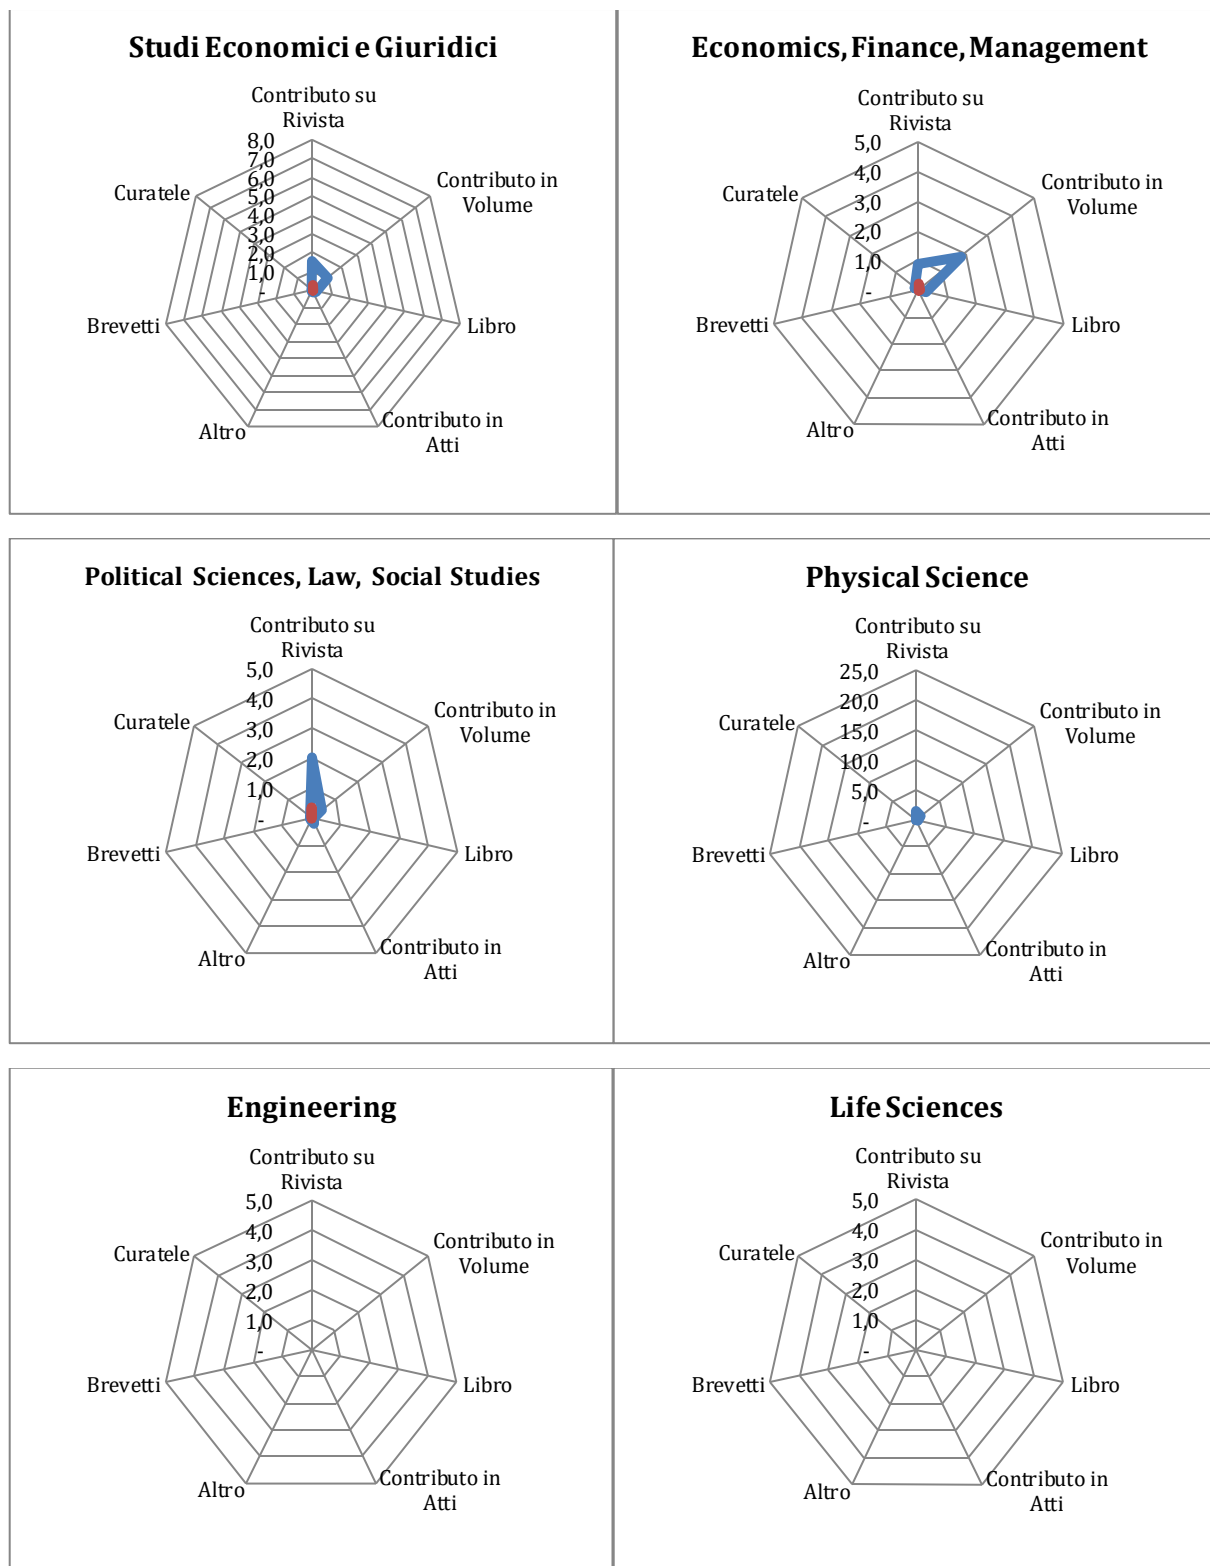 Studi Economici e Giuridici
Contributo su
Rivista
8,0
7,0
6,0
5,0
4,0
3,0
2,0
1,0
-
Contributo in
Volume
Libro
Contributo in
Atti
Altro
Brevetti
Curatele
Economics, Finance, Management
Contributo su
Rivista
5,0
4,0
3,0
2,0
1,0
-
Contributo in
Volume
Libro
Contributo in
Atti
Altro
Brevetti
Curatele
Political Sciences, Law, Social Studies
Contributo su
Rivista
5,0
4,0
3,0
2,0
1,0
-
Contributo in
Volume
Libro
Contributo in
Atti
Altro
Brevetti
Curatele
Physical Science
Contributo su
Rivista
25,0
20,0
15,0
10,0
5,0
-
Contributo in
Volume
Libro
Contributo in
Atti
Altro
Brevetti
Curatele
Engineering
Contributo su
Rivista
5,0
4,0
3,0
2,0
1,0
-
Contributo in
Volume
Libro
Contributo in
Atti
Altro
Brevetti
Curatele
Life Sciences
Contributo su
Rivista
5,0
4,0
3,0
2,0
1,0
-
Contributo in
Volume
Libro
Contributo in
Atti
Altro
Brevetti
Curatele